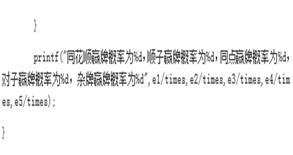 }
printf("同花顺赢牌概率为%d,顺子赢牌概率为%d,同点赢牌概率为%d,
对子赢牌概率为%d,杂牌赢牌概率为%d",e1/times,e2/times,e3/times,e4/tim
es,e5/times);
}